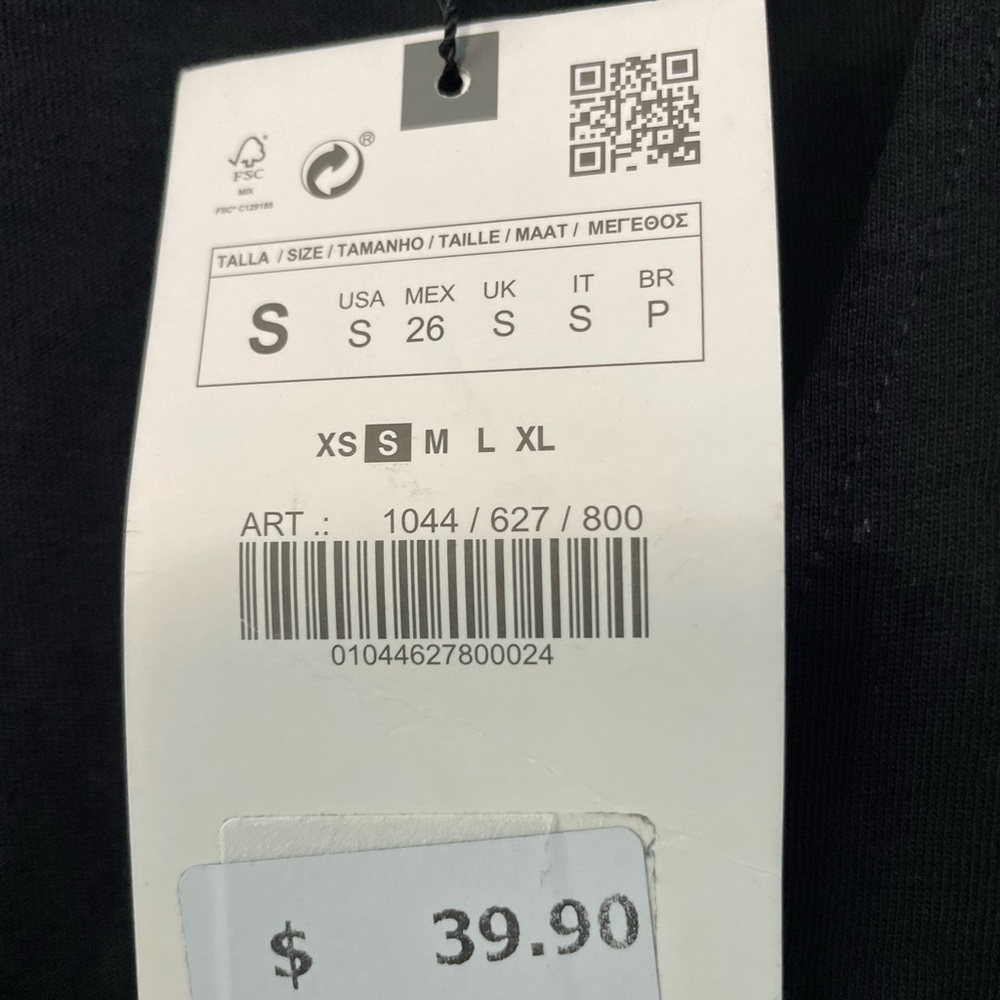 ®
FSC
MIX
FSC® C129185
TALLA / SIZE / TAMANHO / TAILLE / MAAT / ΜΕΓΕΘΟΣ
S USA MEX UK IT BR
S 26 S S P
XS S M L XL
ART .: 1044 / 627 / 800
01044627800024
$ 39.90